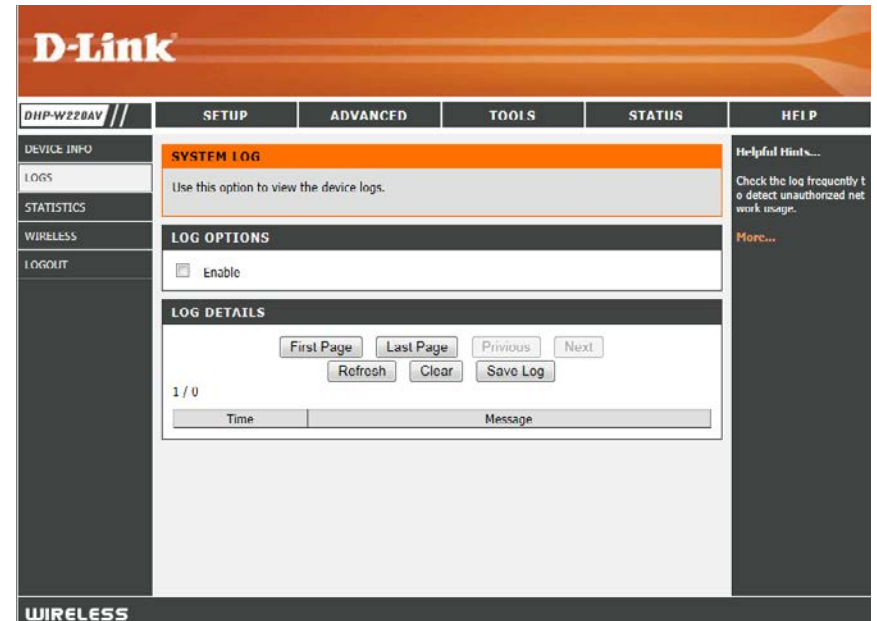 D-Link
DHP-W220AV
SETUP
ADVANCED
TOOLS
STATUS
HELP
DEVICE INFO
LOGS
STATISTICS
WIRELESS
LOGOUT
SYSTEM LOG
Use this option to view the device logs.
LOG OPTIONS
Enable
LOG DETAILS
First Page
Last Page
Privious
Next
Refresh
Clear
Save Log
1 / 0
Time
Message
Helpful Hints...
Check the log frequently t
o detect unauthorized net
work usage.
More...
WIRELESS